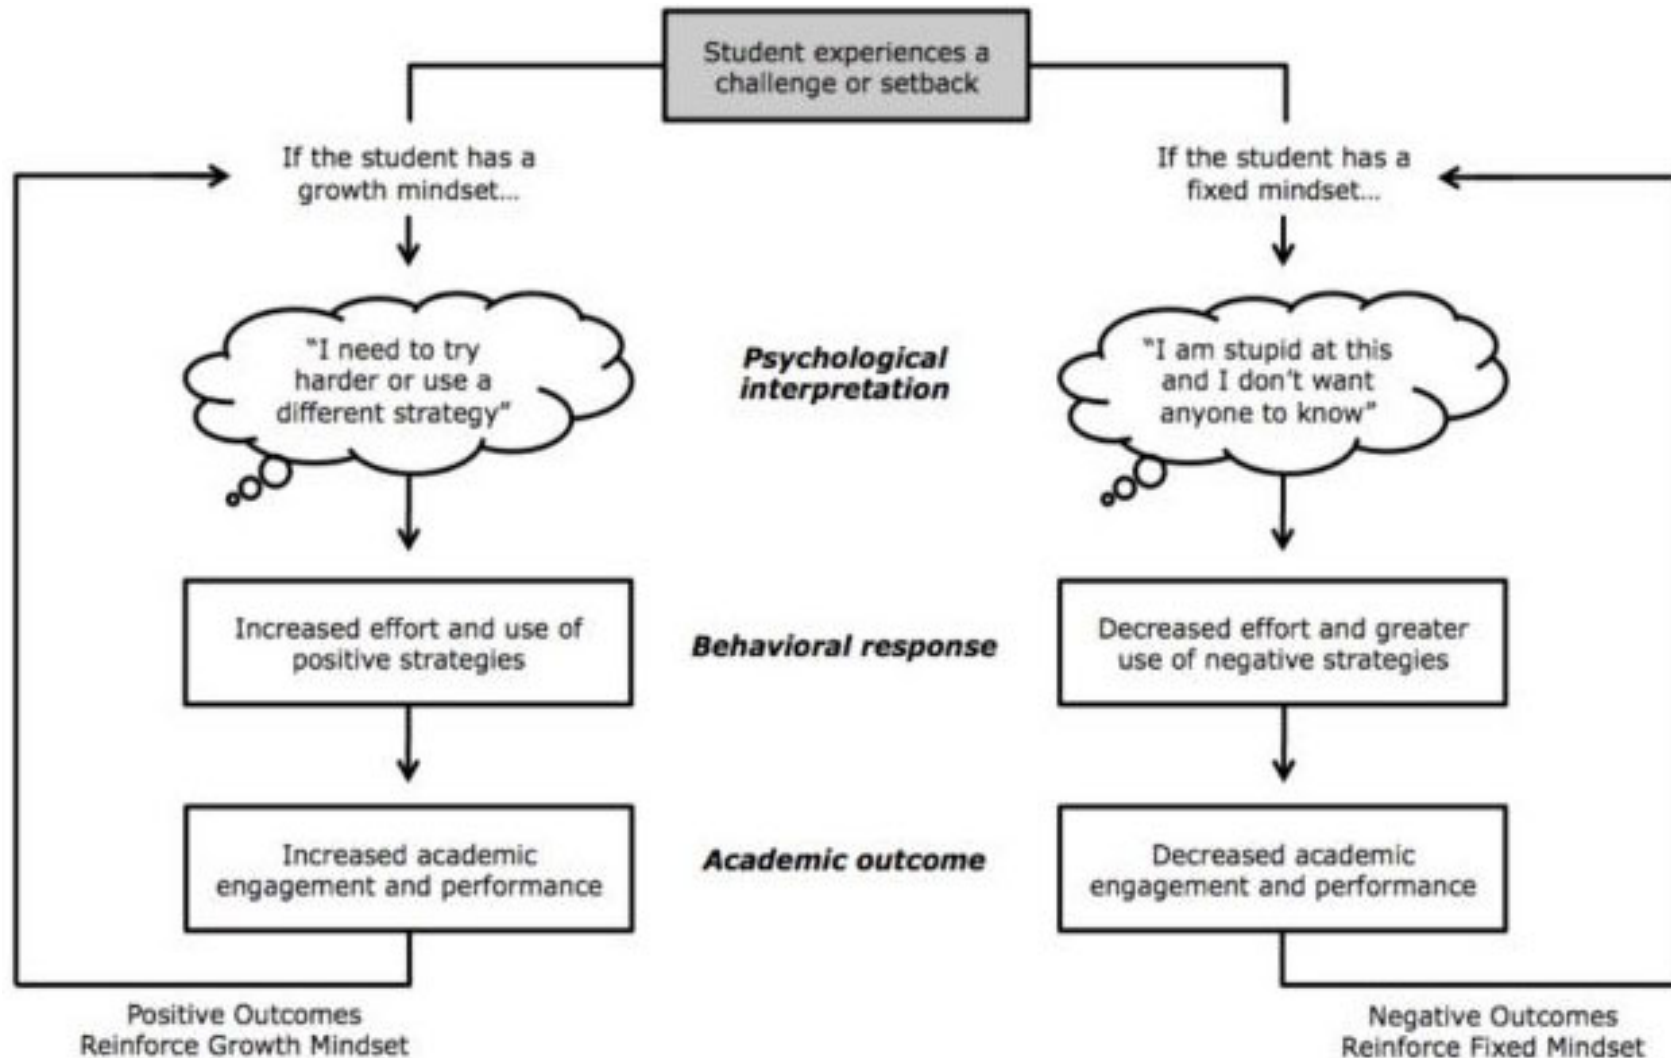 Student experiences a
challenge or setback
If the student has a
growth mindset...
If the student has a
fixed mindset...
"I need to try
harder or use a
different strategy"
Psychological
interpretation
"I am stupid at this
and I don't want
anyone to know"
Increased effort and use of
positive strategies
Behavioral response
Decreased effort and greater
use of negative strategies
Increased academic
engagement and performance
Academic outcome
Decreased academic
engagement and performance
Positive Outcomes
Reinforce Growth Mindset
Negative Outcomes
Reinforce Fixed Mindset